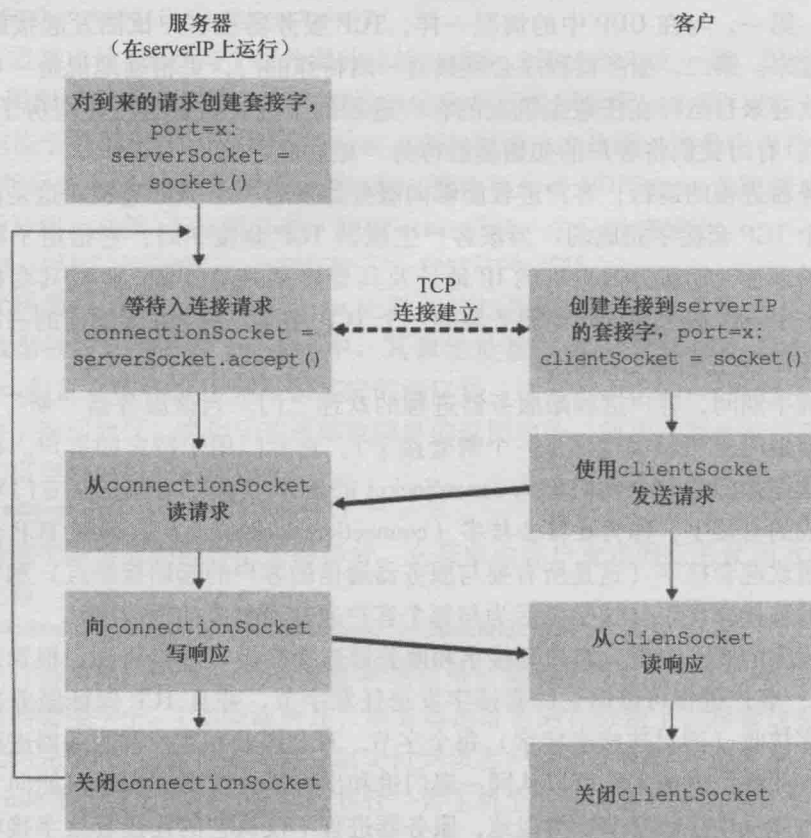 服务器
(在serverIP上运行)
客户
对到来的请求创建套接字,
port=x:
serverSocket =
socket()
等待入连接请求
connectionSocket =
serverSocket.accept()
TCP
连接建立
创建连接到serverIP
的套接字, port=x:
clientSocket = socket()
从connectionSocket
读请求
使用clientSocket
发送请求
向connectionSocket
写响应
从clienSocket
读响应
关闭connectionSocket
关闭clientSocket